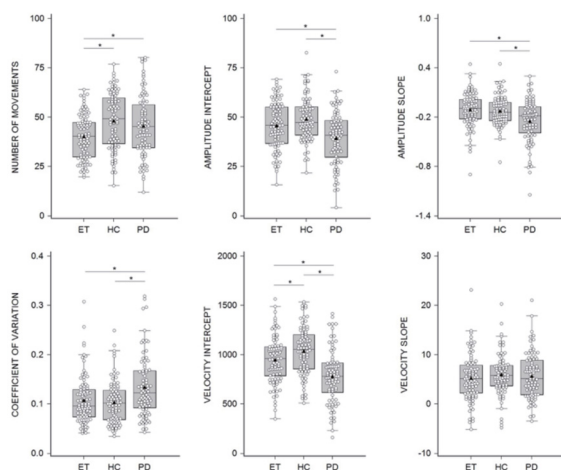 NUMBER OF MOVEMENTS
100
75
50
25
0
* *
ET HC PD
AMPLITUDE INTERCEPT
100
75
50
25
0
* *
ET HC PD
AMPLITUDE SLOPE
1.0
0.4
-0.2
-0.8
-1.4
* *
ET HC PD
COEFFICIENT OF VARIATION
0.4
0.3
0.2
0.1
0.0
* *
ET HC PD
VELOCITY INTERCEPT
2000
1500
1000
500
0
* * *
ET HC PD
VELOCITY SLOPE
30
20
10
0
-10
ET HC PD